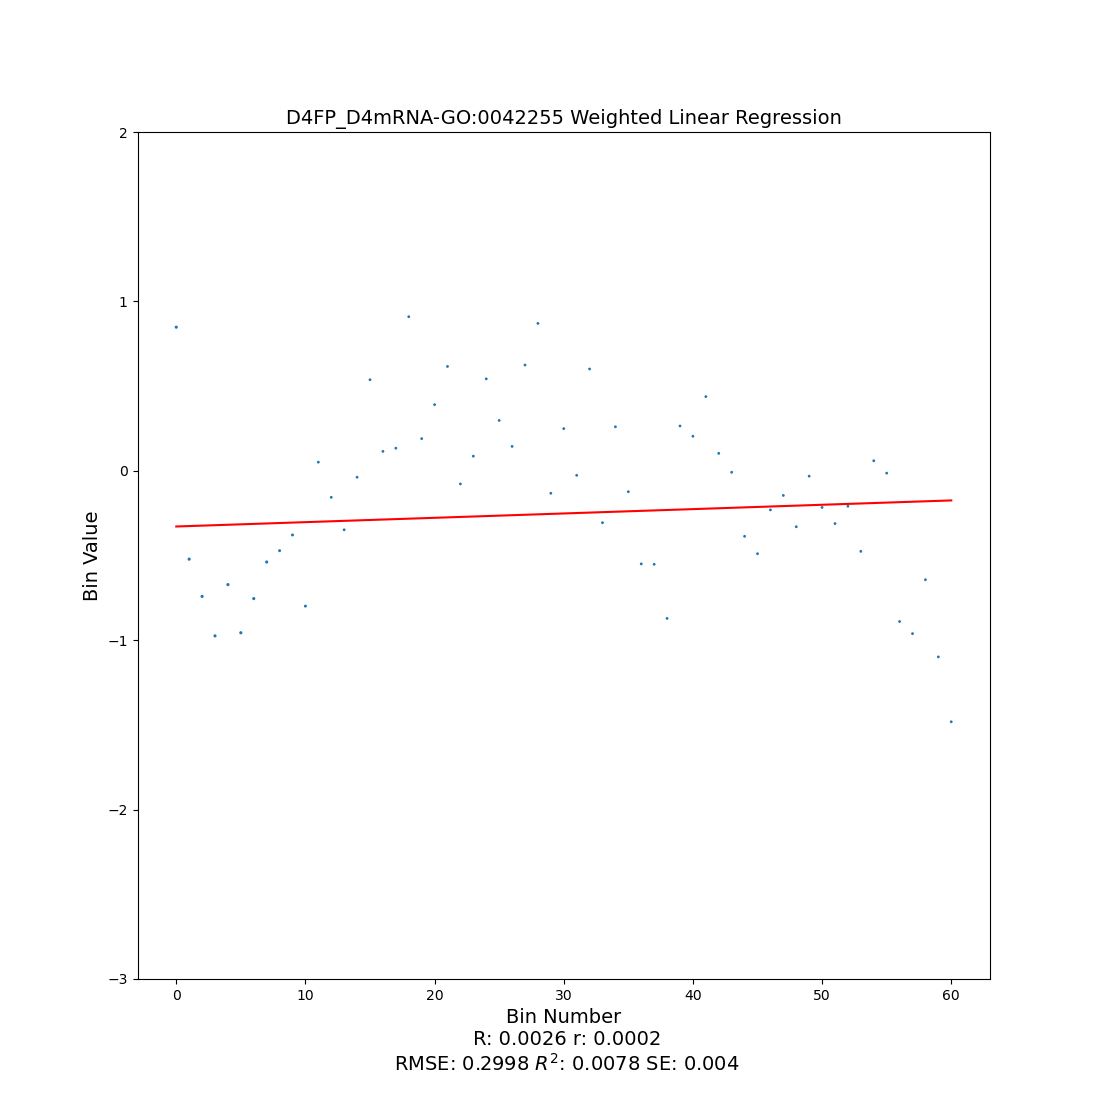 D4FP_D4mRNA-GO:0042255 Weighted Linear Regression
2
1
0
−1
−2
−3
Bin Value
0 10 20 30 40 50 60
Bin Number
R: 0.0026 r: 0.0002
RMSE: 0.2998 R²: 0.0078 SE: 0.004